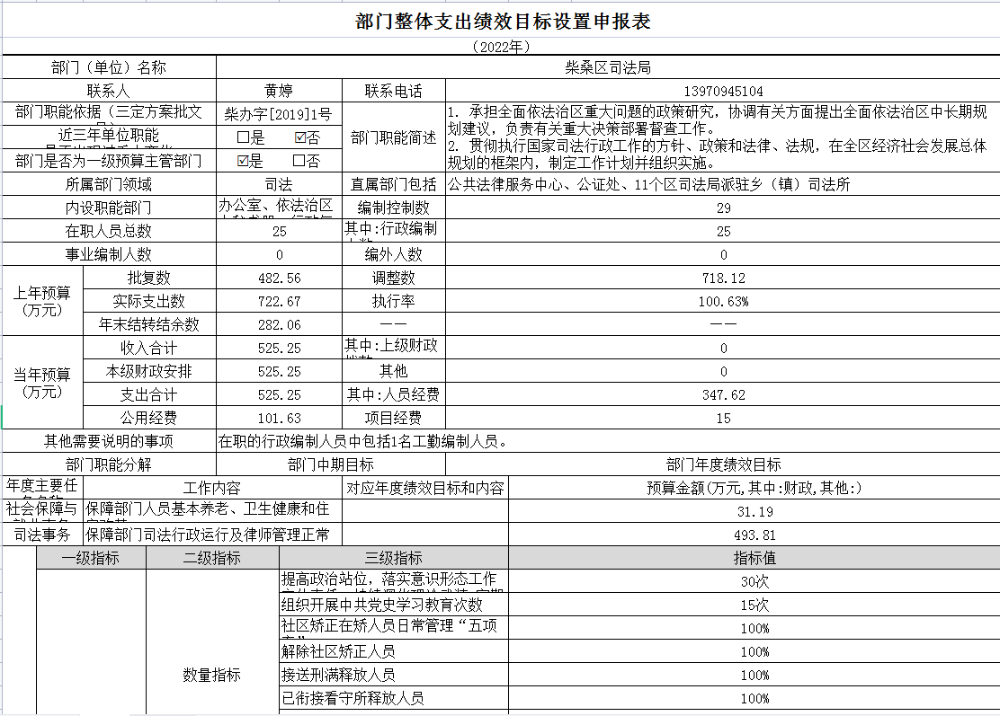 部门整体支出绩效目标设置申报表
（2022年）
部门（单位）名称 柴桑区司法局
联系人 黄婷 联系电话 13970945104
部门职能依据（三定方案批文 柴办字[2019]1号 部门职能简述
1. 承担全面依法治区重大问题的政策研究，协调有关方面提出全面依法治区中长期规
划建议，负责有关重大决策部署督查工作。
2. 贯彻执行国家司法行政工作的方针、政策和法律、法规，在全区经济社会发展总体
规划的框架内，制定工作计划并组织实施。
近三年单位职能 □是 ☑否
部门是否为一级预算主管部门 ☑是 □否
所属部门领域 司法 直属部门包括 公共法律服务中心、公证处、11个区司法局派驻乡（镇）司法所
内设职能部门 办公室、依法治区 编制控制数 29
在职人员总数 25 其中:行政编制 25
事业编制人数 0 编外人数 0
上年预算
(万元)
批复数 482.56 调整数 718.12
实际支出数 722.67 执行率 100.63%
年末结转结余数 282.06 —— ——
当年预算
(万元)
收入合计 525.25 其中:上级财政 0
本级财政安排 525.25 其他 0
支出合计 525.25 其中:人员经费 347.62
公用经费 101.63 项目经费 15
其他需要说明的事项 在职的行政编制人员中包括1名工勤编制人员。
部门职能分解 部门中期目标 部门年度绩效目标
年度主要任 工作内容 对应年度绩效目标和内容 预算金额(万元,其中:财政,其他:)
社会保障与 保障部门人员基本养老、卫生健康和住 31.19
司法事务 保障部门司法行政运行及律师管理正常 493.81
一级指标 二级指标 三级指标 指标值
数量指标
提高政治站位，落实意识形态工作 30次
组织开展中共党史学习教育次数 15次
社区矫正在矫人员日常管理“五项 100%
解除社区矫正人员 100%
接送刑满释放人员 100%
已衔接看守所释放人员 100%